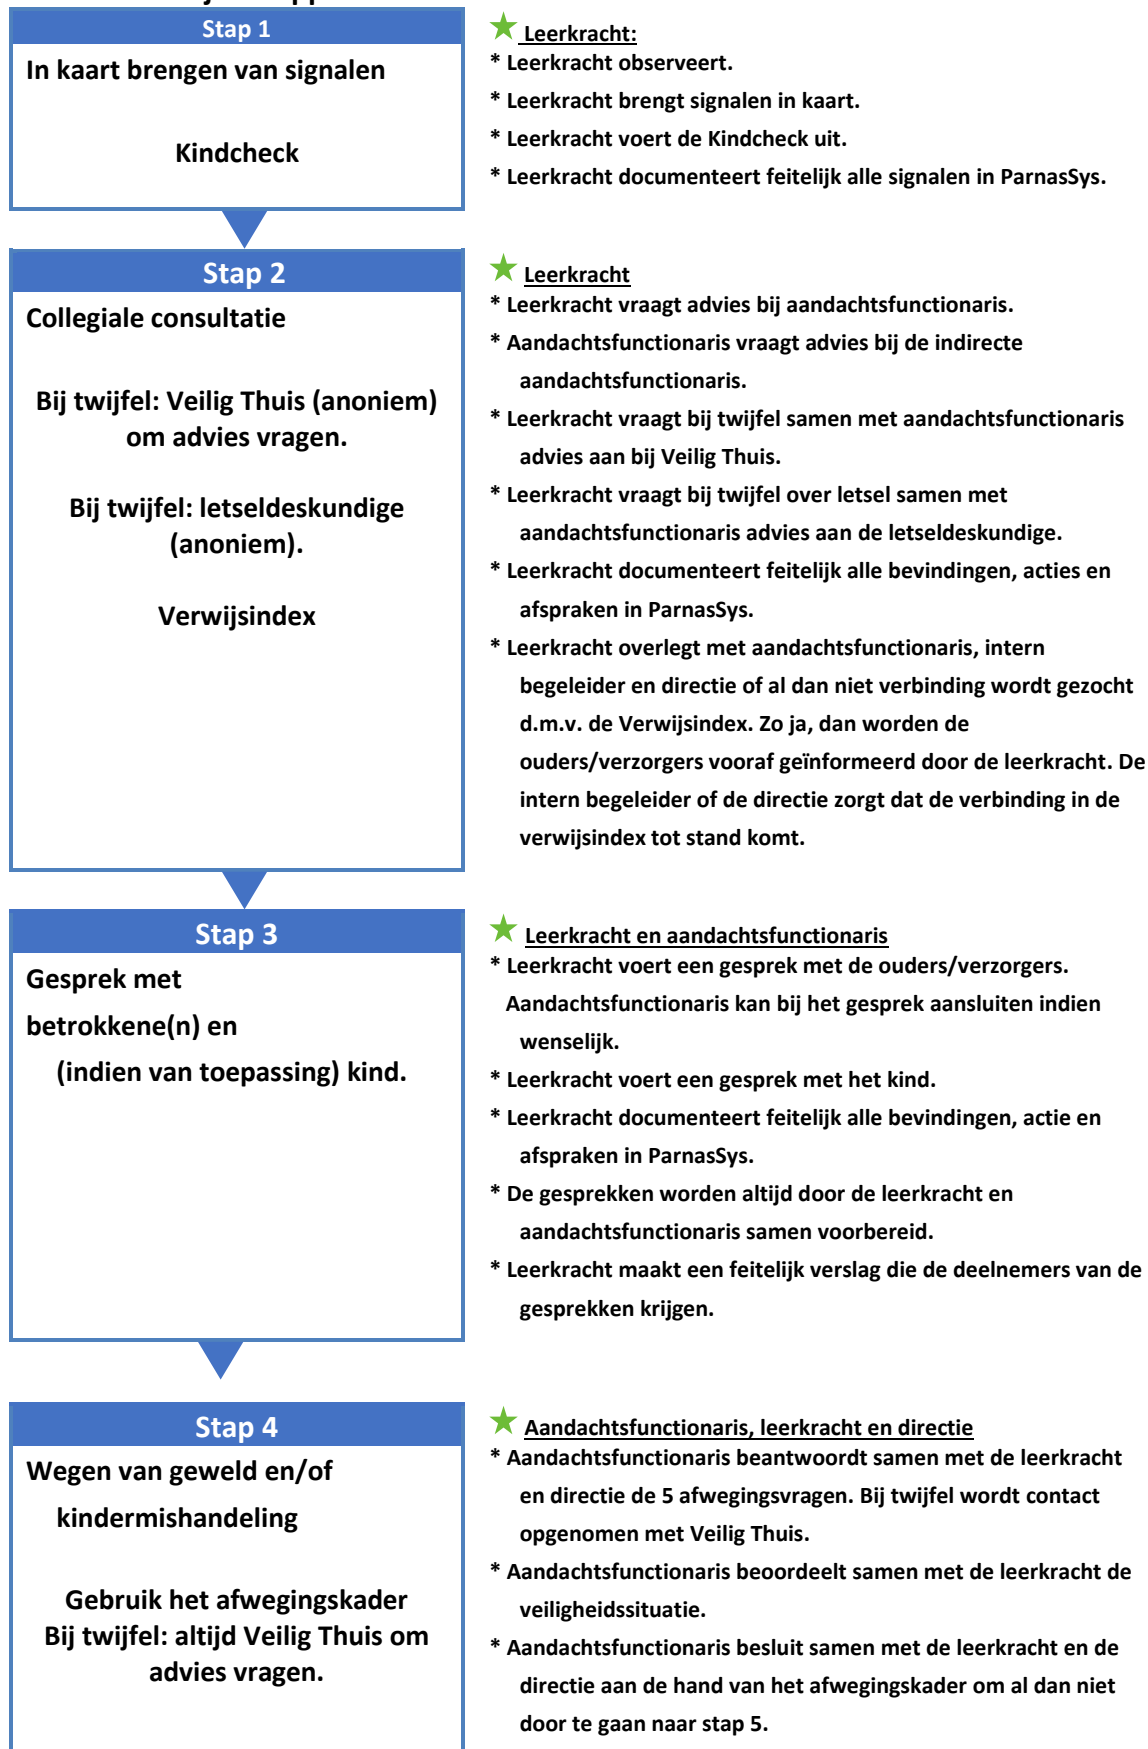 Stap 1
In kaart brengen van signalen
Kindcheck
Leerkracht:
* Leerkracht observeert.
* Leerkracht brengt signalen in kaart.
* Leerkracht voert de Kindcheck uit.
* Leerkracht documenteert feitelijk alle signalen in ParnasSys.
Stap 2
Collegiale consultatie
Bij twijfel: Veilig Thuis (anoniem)
om advies vragen.
Bij twijfel: letseldeskundige
(anoniem).
Verwijsindex
Leerkracht
* Leerkracht vraagt advies bij aandachtsfunctionaris.
* Aandachtsfunctionaris vraagt advies bij de indirecte
aandachtsfunctionaris.
* Leerkracht vraagt bij twijfel samen met aandachtsfunctionaris
advies aan bij Veilig Thuis.
* Leerkracht vraagt bij twijfel over letsel samen met
aandachtsfunctionaris advies aan de letseldeskundige.
* Leerkracht documenteert feitelijk alle bevindingen, acties en
afspraken in ParnasSys.
* Leerkracht overlegt met aandachtsfunctionaris, intern
begeleider en directie of al dan niet verbinding wordt gezocht
d.m.v. de Verwijsindex. Zo ja, dan worden de
ouders/verzorgers vooraf geïnformeerd door de leerkracht. De
intern begeleider of de directie zorgt dat de verbinding in de
verwijsindex tot stand komt.
Stap 3
Gesprek met
betrokkene(n) en
(indien van toepassing) kind.
Leerkracht en aandachtsfunctionaris
* Leerkracht voert een gesprek met de ouders/verzorgers.
Aandachtsfunctionaris kan bij het gesprek aansluiten indien
wenselijk.
* Leerkracht voert een gesprek met het kind.
* Leerkracht documenteert feitelijk alle bevindingen, actie en
afspraken in ParnasSys.
* De gesprekken worden altijd door de leerkracht en
aandachtsfunctionaris samen voorbereid.
* Leerkracht maakt een feitelijk verslag die de deelnemers van de
gesprekken krijgen.
Stap 4
Wegen van geweld en/of
kindermishandeling
Gebruik het afwegingskader
Bij twijfel: altijd Veilig Thuis om
advies vragen.
Aandachtsfunctionaris, leerkracht en directie
* Aandachtsfunctionaris beantwoordt samen met de leerkracht
en directie de 5 afwegingsvragen. Bij twijfel wordt contact
opgenomen met Veilig Thuis.
* Aandachtsfunctionaris beoordeelt samen met de leerkracht de
veiligheidssituatie.
* Aandachtsfunctionaris besluit samen met de leerkracht en de
directie aan de hand van het afwegingskader om al dan niet
door te gaan naar stap 5.